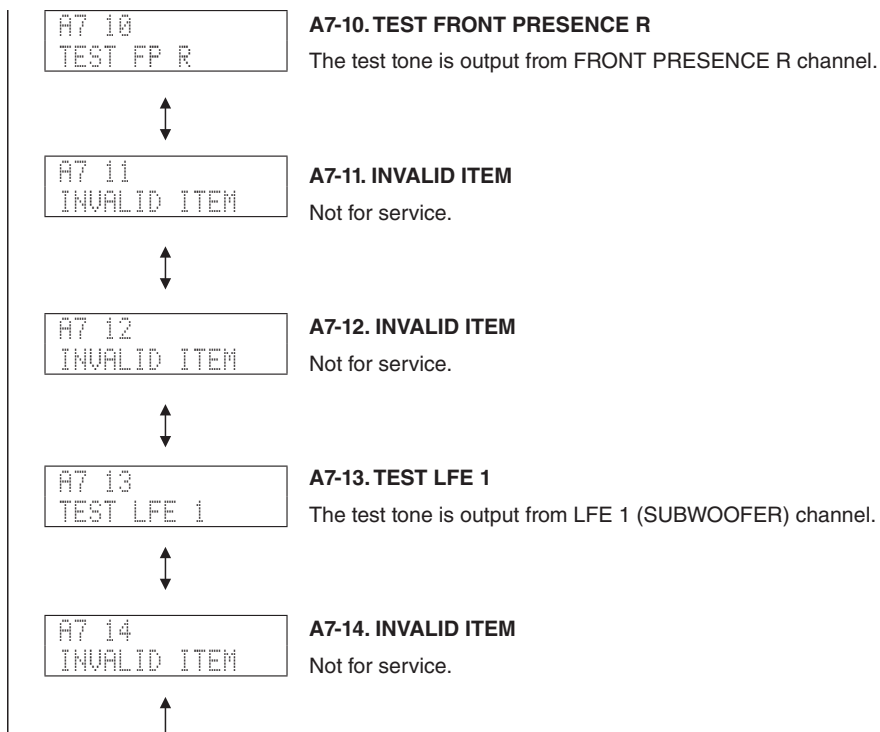 A7 10
TEST FP R
A7-10. TEST FRONT PRESENCE R
The test tone is output from FRONT PRESENCE R channel.
A7 11
INVALID ITEM
A7-11. INVALID ITEM
Not for service.
A7 12
INVALID ITEM
A7-12. INVALID ITEM
Not for service.
A7 13
TEST LFE 1
A7-13. TEST LFE 1
The test tone is output from LFE 1 (SUBWOOFER) channel.
A7 14
INVALID ITEM
A7-14. INVALID ITEM
Not for service.